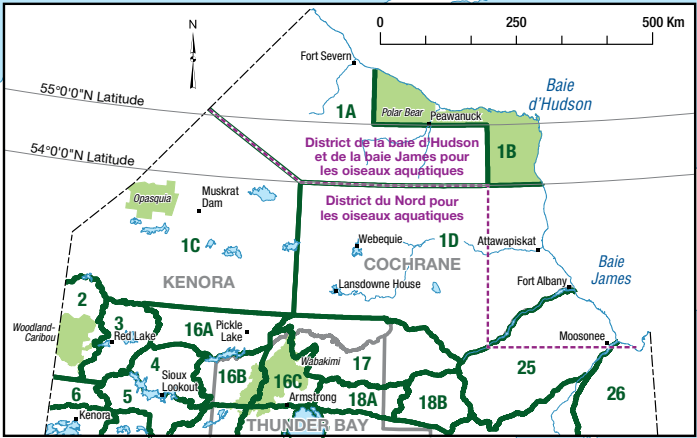 0 250 500 Km
N
Fort Severn
55°0'0"N Latitude
Baie
d'Hudson
1A
Polar Bear
Peawanuck
District de la baie d'Hudson
et de la baie James pour
les oiseaux aquatiques
1B
54°0'0"N Latitude
District du Nord pour
les oiseaux aquatiques
Opasquia
Muskrat
Dam
1C
Webequie
1D
Attawapiskat
COCHRANE
Baie
James
KENORA
Lansdowne House
Fort Albany
2
3
Woodland-
Caribou
Red Lake
16A
Pickle
Lake
Moosonee
Wabakimi
17
4
Sioux
Lookout
16B
16C
25
6
5
Armstrong
18A
18B
26
Kenora
THUNDER BAY